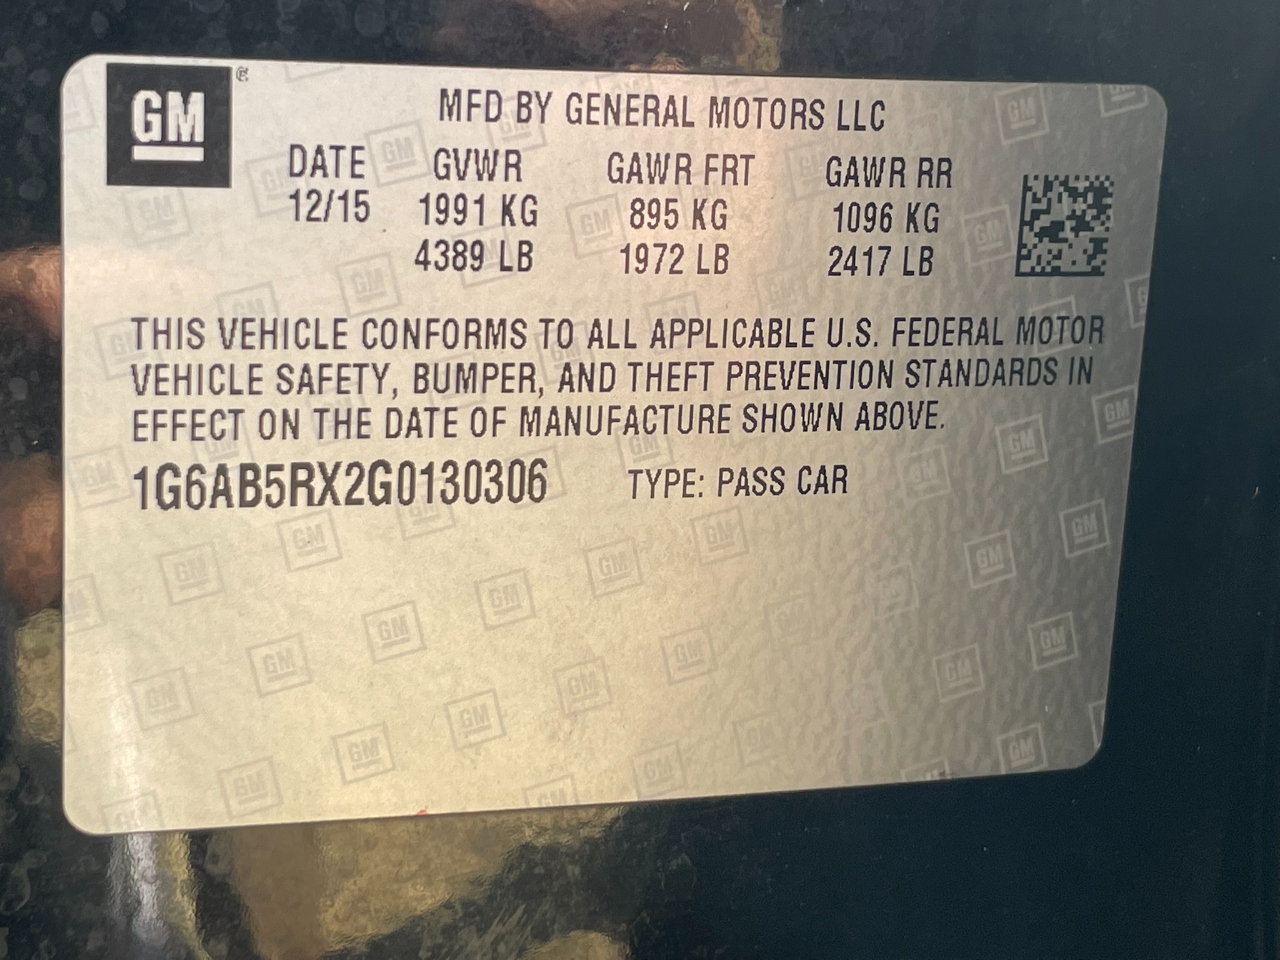 GM ®
MFD BY GENERAL MOTORS LLC
DATE GVWR GAWR FRT GAWR RR
12/15 1991 KG 895 KG 1096 KG
4389 LB 1972 LB 2417 LB
THIS VEHICLE CONFORMS TO ALL APPLICABLE U.S. FEDERAL MOTOR
VEHICLE SAFETY, BUMPER, AND THEFT PREVENTION STANDARDS IN
EFFECT ON THE DATE OF MANUFACTURE SHOWN ABOVE.
1G6AB5RX2G0130306 TYPE: PASS CAR